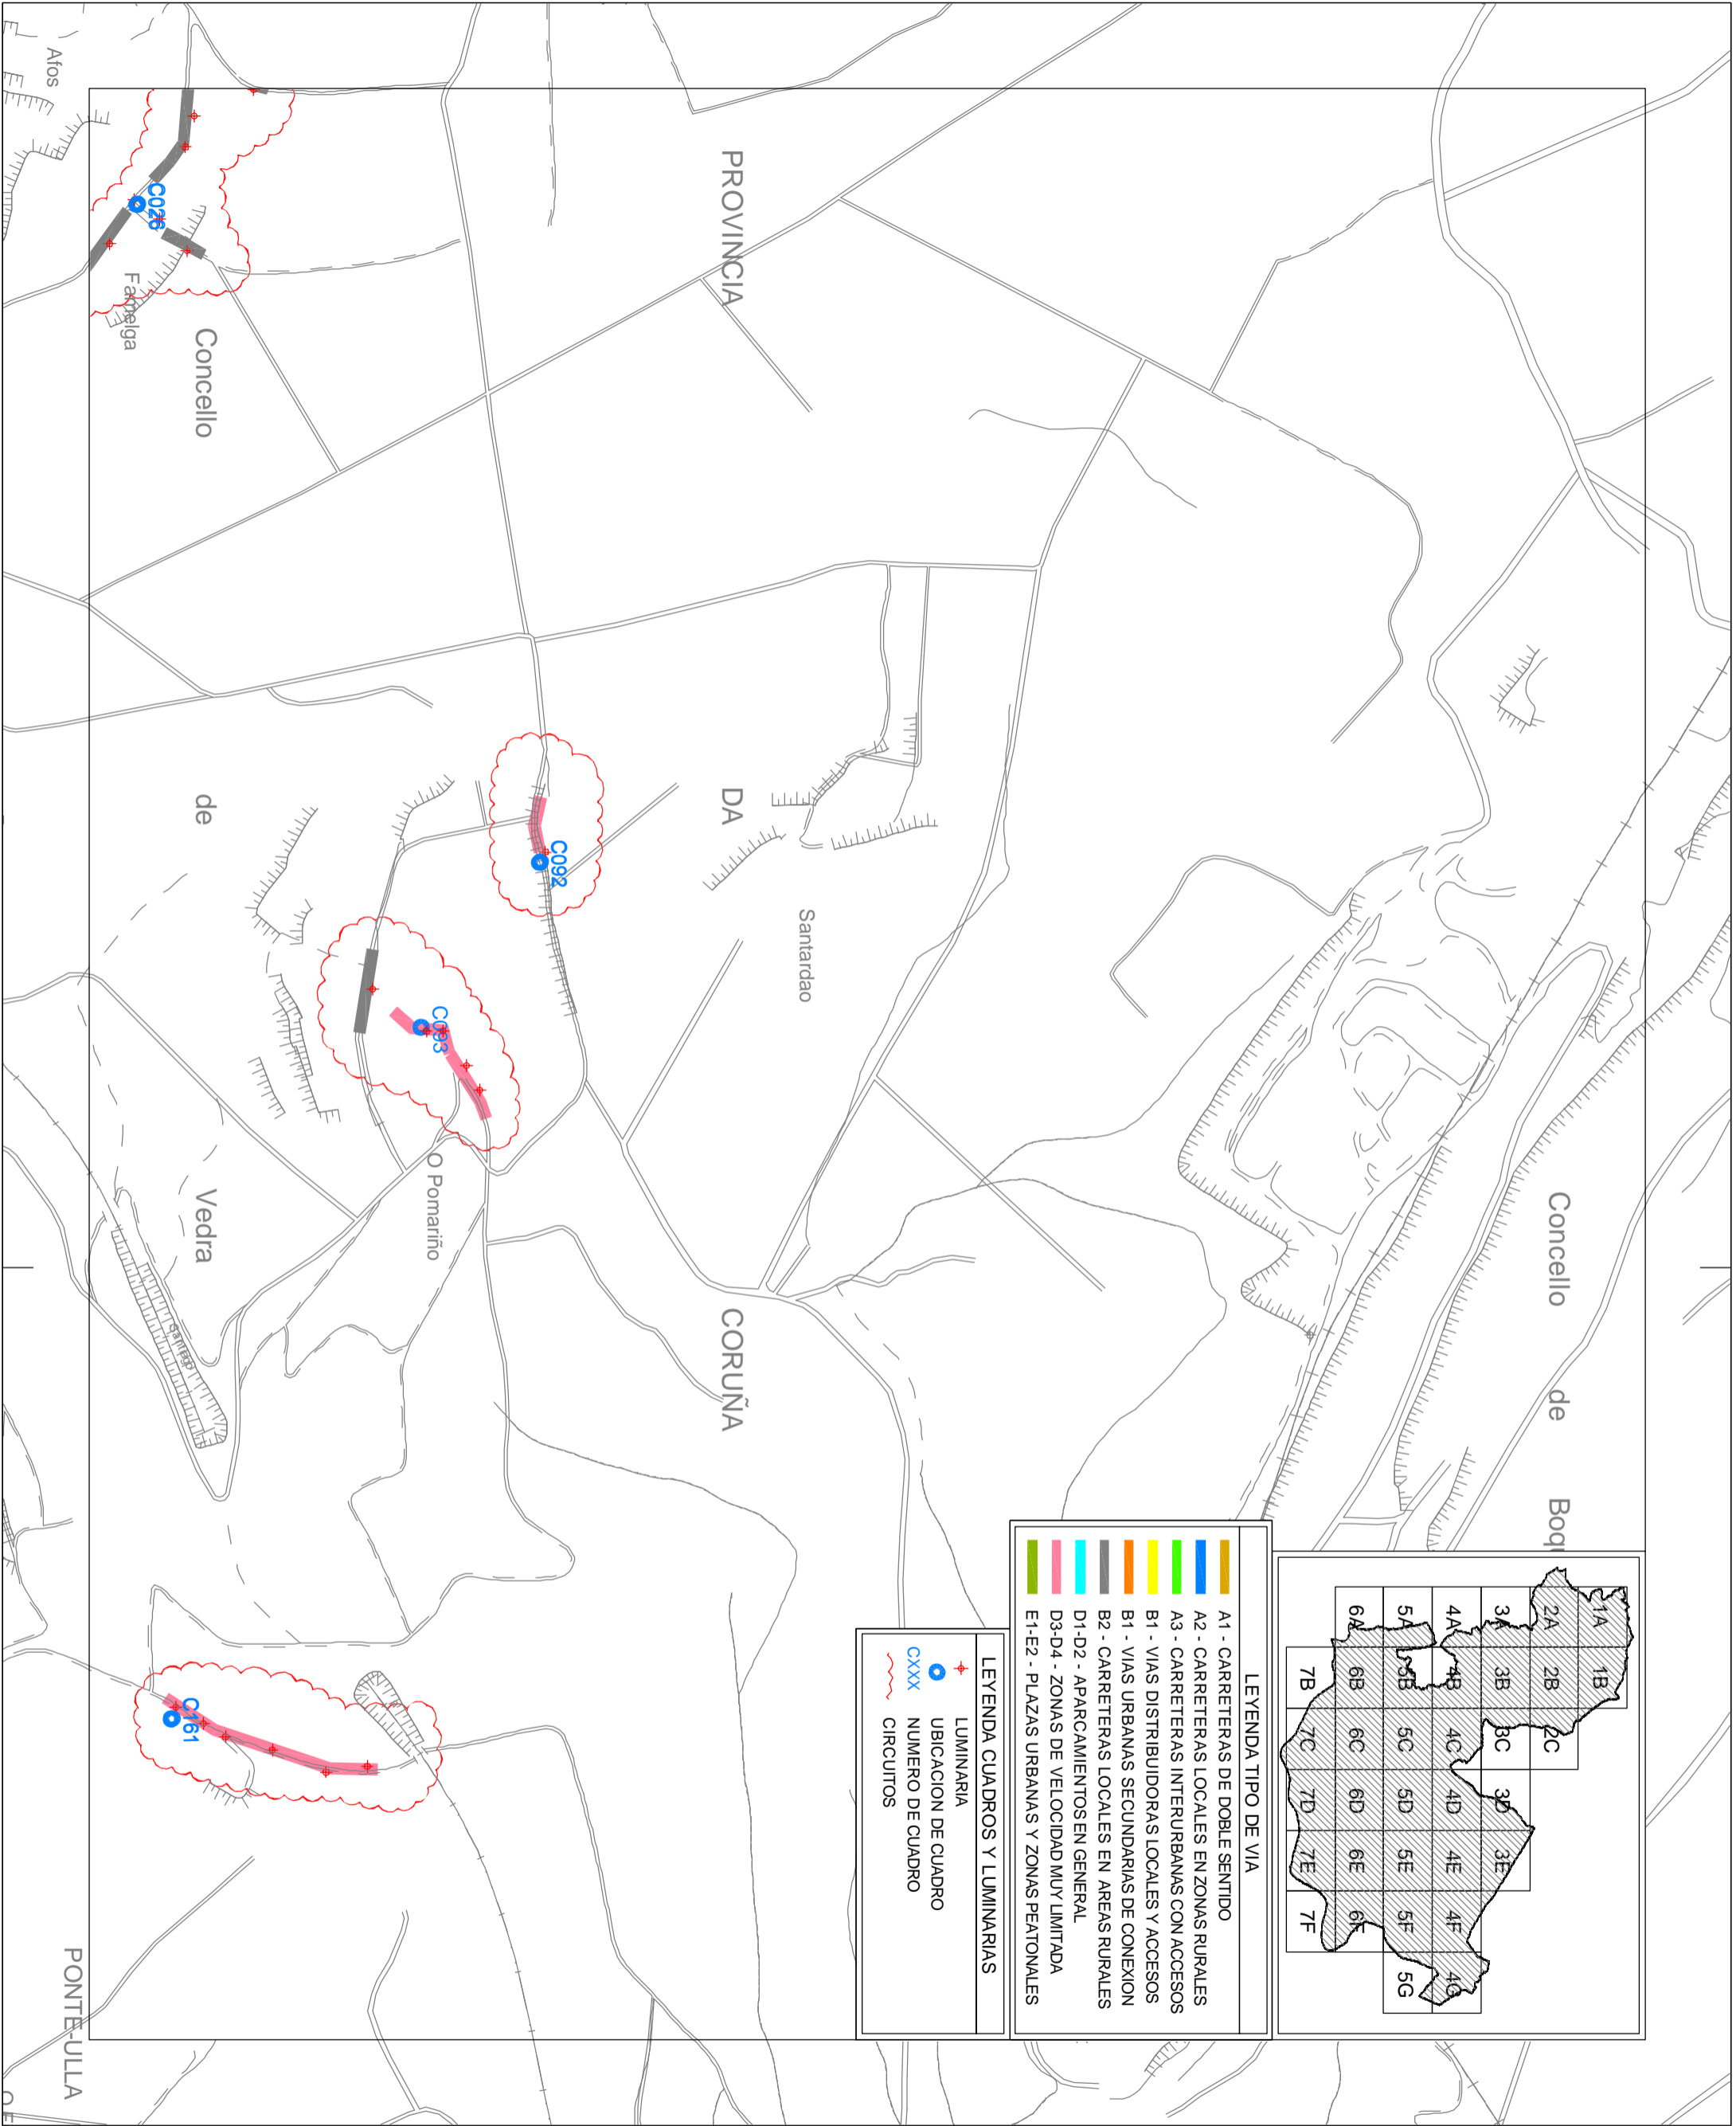 Concello de
1A 1B
2A 2B 2C
3A 3B 3C 3D 3E
4A 4B 4C 4D 4E 4F 4G
5A 5B 5C 5D 5E 5F 5G
6A 6B 6C 6D 6E 6F
7B 7C 7D 7E 7F
LEYENDA TIPO DE VIA
A1 - CARRETERAS DE DOBLE SENTIDO
A2 - CARRETERAS LOCALES EN ZONAS RURALES
A3 - CARRETERAS INTERURBANAS CON ACCESOS
B1 - VIAS DISTRIBUIDORAS LOCALES Y ACCESOS
B1 - VIAS URBANAS SECUNDARIAS DE CONEXION
B2 - CARRETERAS LOCALES EN AREAS RURALES
D1-D2 - APARCAMIENTOS EN GENERAL
D3-D4 - ZONAS DE VELOCIDAD MUY LIMITADA
E1-E2 - PLAZAS URBANAS Y ZONAS PEATONALES
LEYENDA CUADROS Y LUMINARIAS
LUMINARIA
UBICACION DE CUADRO
CXXX NUMERO DE CUADRO
CIRCUITOS
Santardao
PROVINCIA DA CORUÑA
C092
C093
O Pomariño
Concello de Vedra
C161
C026
Famelga
PONTE-ULLA
Afos